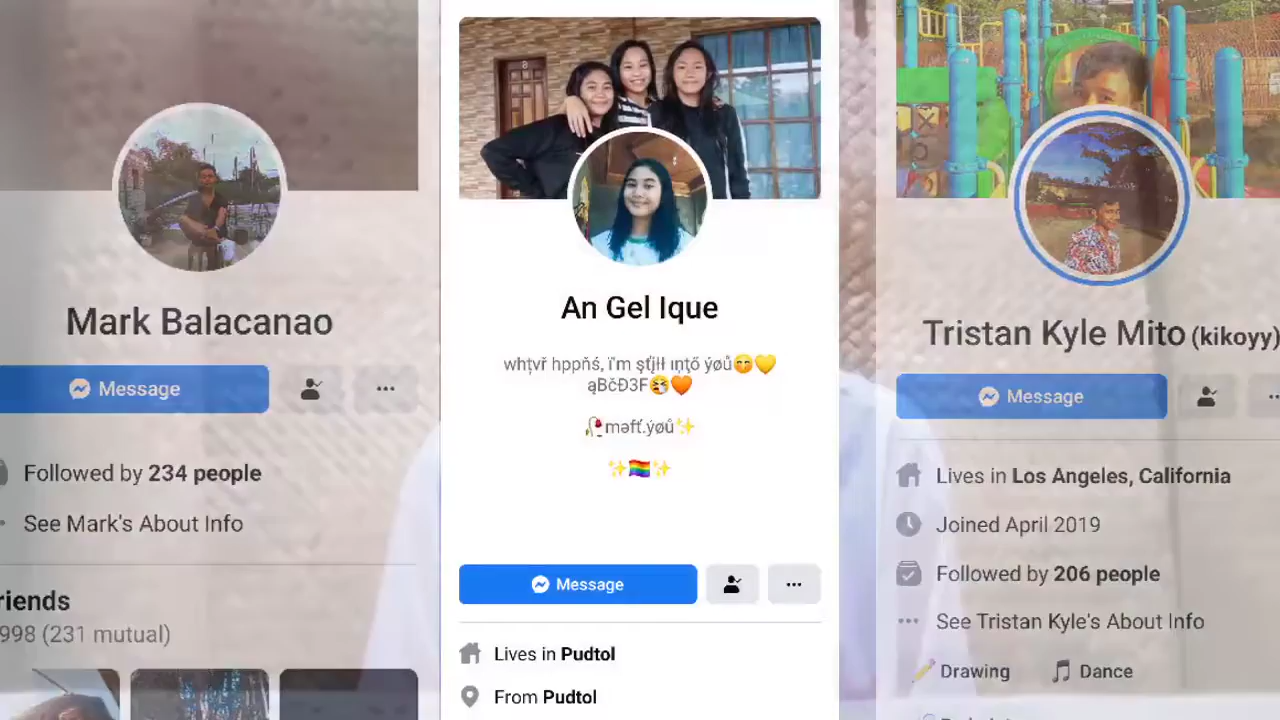 Mark Balacanao
Message
Followed by 234 people
See Mark's About Info
riends
998 (231 mutual)
An Gel Ique
whţvř hppňś, ï'm şţįłł ıņţö ýøů😁💛
ąBčĐ3F🤧🧡
🥀məfť.ýøů✨
✨🏳️‍🌈✨
Message
Lives in Pudtol
From Pudtol
Tristan Kyle Mito (kikoyy)
Message
Lives in Los Angeles, California
Joined April 2019
Followed by 206 people
See Tristan Kyle's About Info
Drawing Dance